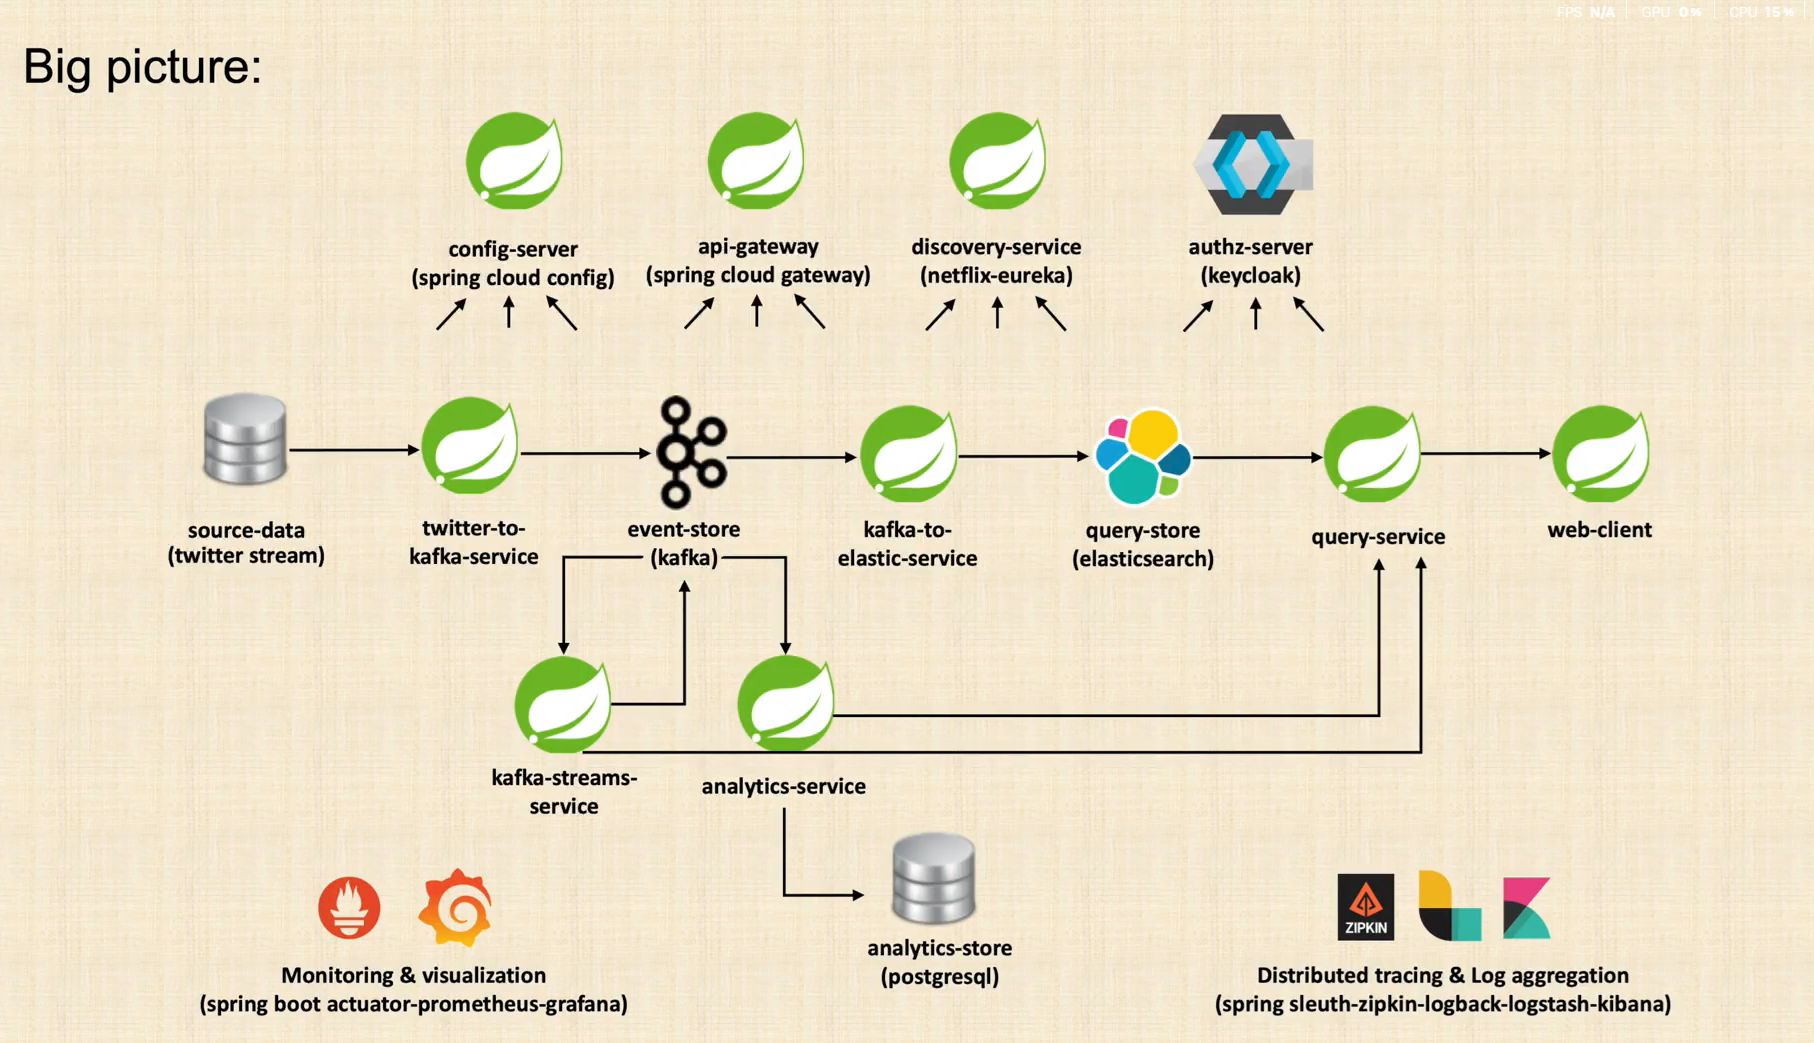 FPS N/A GPU 0% CPU 15%
Big picture:
config-server
(spring cloud config)
api-gateway
(spring cloud gateway)
discovery-service
(netflix-eureka)
authz-server
(keycloak)
source-data
(twitter stream)
twitter-to-
kafka-service
event-store
(kafka)
kafka-to-
elastic-service
query-store
(elasticsearch)
query-service
web-client
kafka-streams-
service
analytics-service
analytics-store
(postgresql)
Monitoring & visualization
(spring boot actuator-prometheus-grafana)
ZIPKIN
Distributed tracing & Log aggregation
(spring sleuth-zipkin-logback-logstash-kibana)